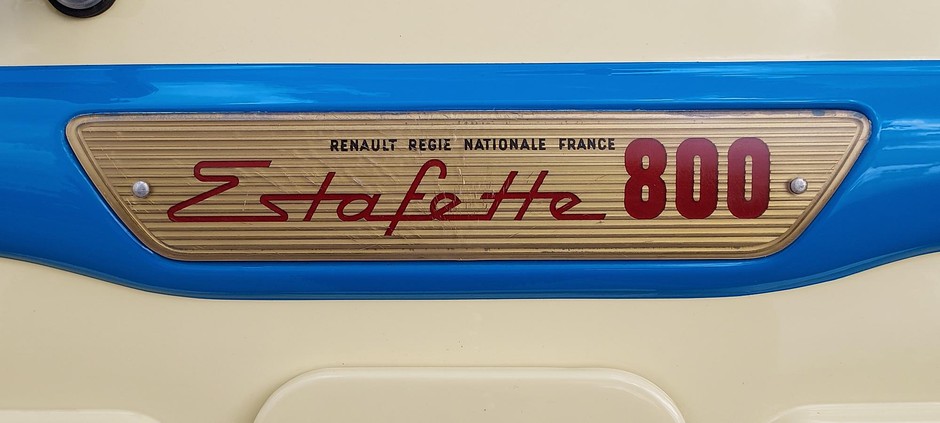 RENAULT REGIE NATIONALE FRANCE
Estafette 800